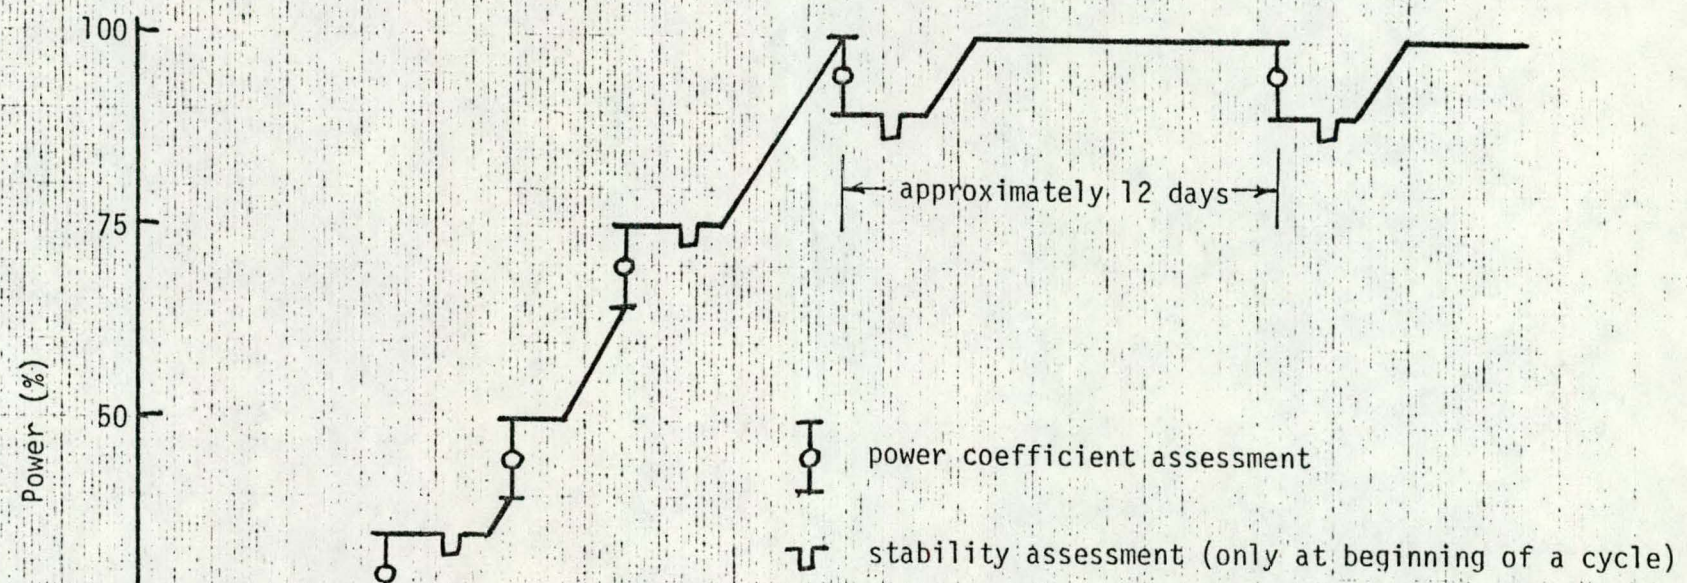 100
approximately 12 days
75
Power (%)
50
power coefficient assessment
stability assessment (only at beginning of a cycle)